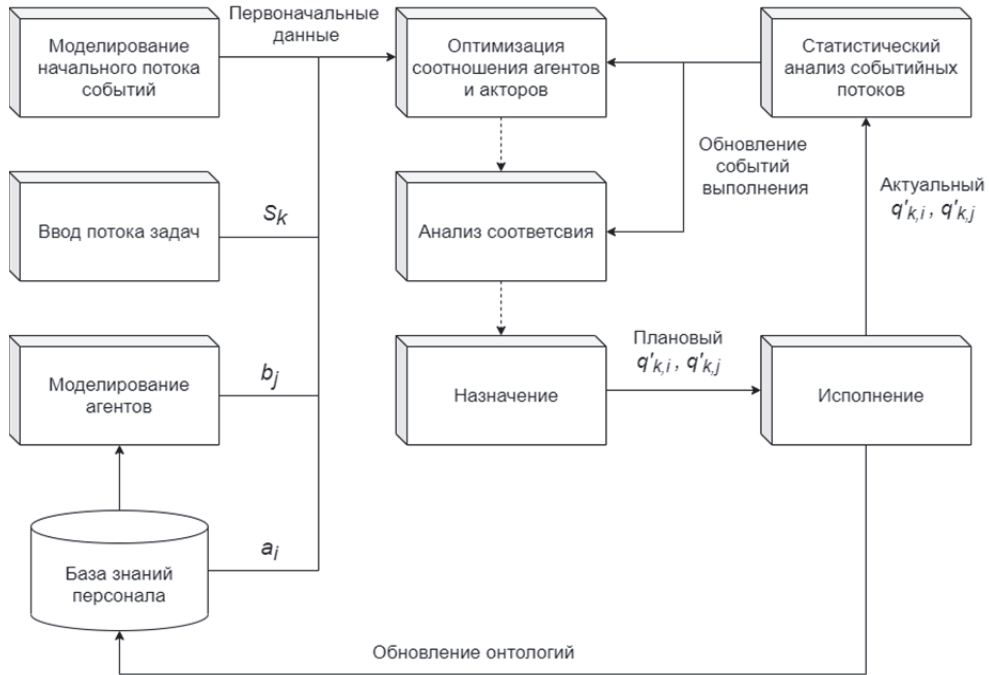 Моделирование
начального потока
событий
Первоначальные
данные
Оптимизация
соотношения агентов
и акторов
Статистический
анализ событийных
потоков
Обновление
событий
выполнения
Актуальный
q'k,i , q'k,j
Ввод потока задач
Sk
Анализ соответсвия
Моделирование
агентов
bj
Назначение
Плановый
q'k,i , q'k,j
Исполнение
База знаний
персонала
ai
Обновление онтологий